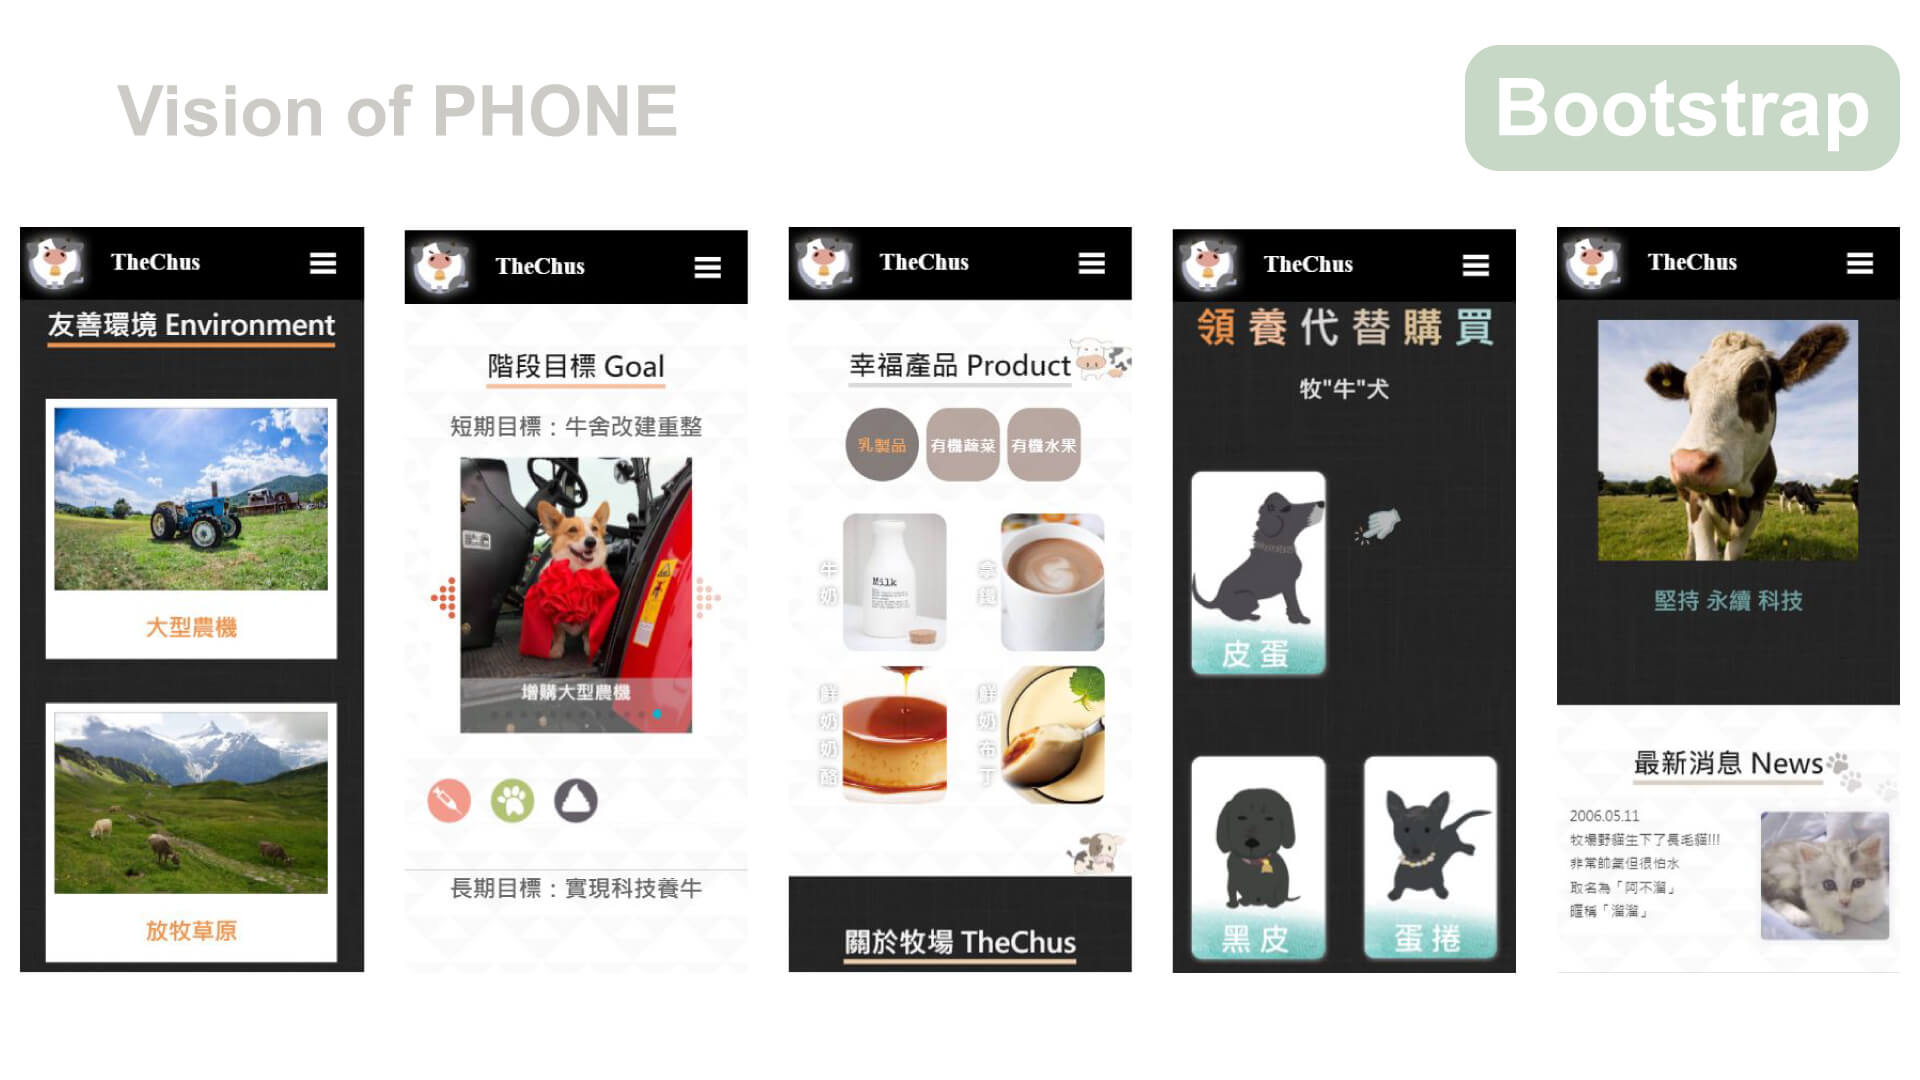 Vision of PHONE
Bootstrap
TheChus
友善環境 Environment
大型農機
放牧草原
TheChus
階段目標 Goal
短期目標：牛舍改建重整
增購大型農機
長期目標：實現科技養牛
TheChus
幸福產品 Product
乳製品
有機蔬菜
有機水果
牛奶
Milk
拿鐵
鮮奶奶酪
鮮奶布丁
關於牧場 TheChus
TheChus
領養代替購買
牧"牛"犬
皮蛋
黑皮
蛋捲
TheChus
堅持 永續 科技
最新消息 News
2006.05.11
牧場野貓生下了長毛貓!!!
非常帥氣但很怕水
取名為「阿不溜」
暱稱「溜溜」